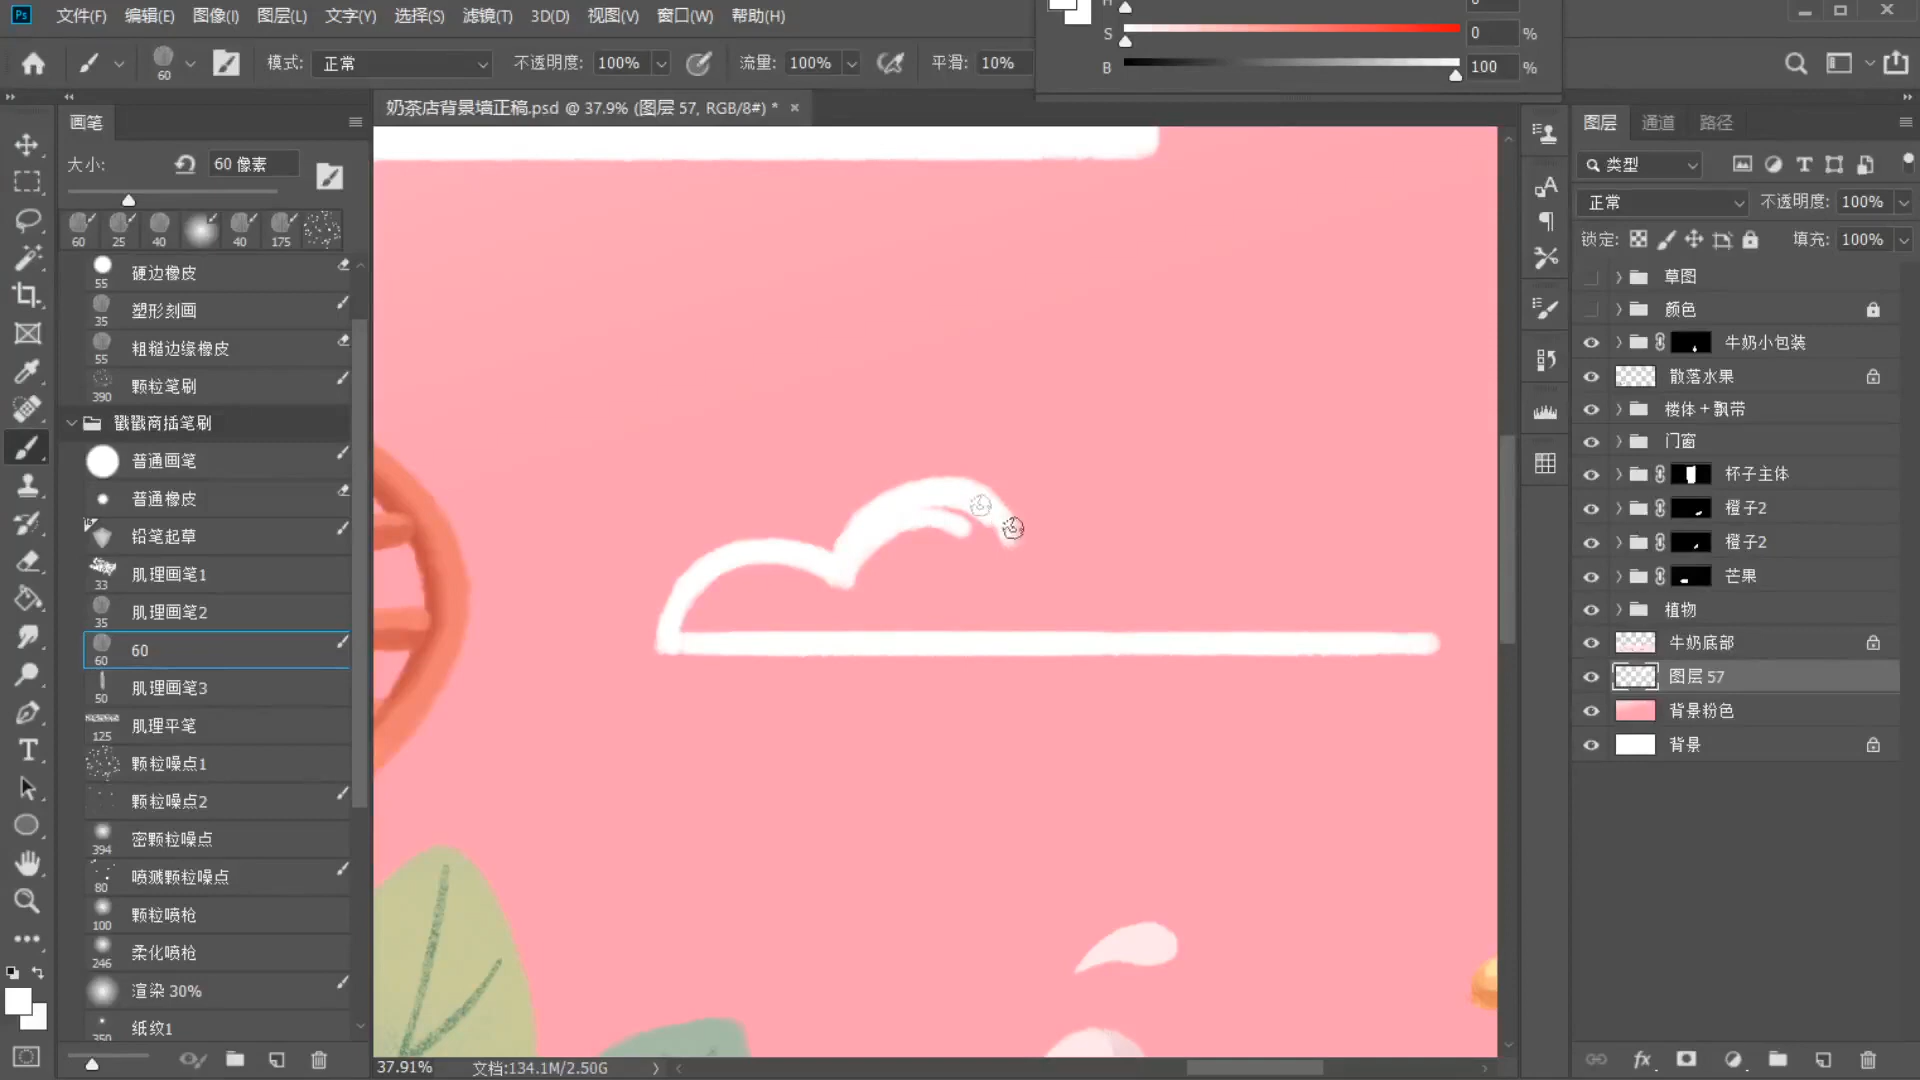 Ps 文件(F) 编辑(E) 图像(I) 图层(L) 文字(Y) 选择(S) 滤镜(T) 3D(D) 视图(V) 窗口(W) 帮助(H)
60 模式: 正常 不透明度: 100% 流量: 100% 平滑: 10%
S 0 %
B 100 %
画笔
大小: 60 像素
60 25 40 40 175
55 硬边橡皮
35 塑形刻画
55 粗糙边缘橡皮
390 颗粒笔刷
戳戳商插笔刷
普通画笔
普通橡皮
铅笔起草
33 肌理画笔1
35 肌理画笔2
60 60
50 肌理画笔3
125 肌理平笔
颗粒噪点1
颗粒噪点2
394 密颗粒噪点
80 喷溅颗粒噪点
100 颗粒喷枪
246 柔化喷枪
渲染 30%
350 纸纹1
奶茶店背景墙正稿.psd @ 37.9% (图层 57, RGB/8#) *
37.91% 文档:134.1M/2.50G
图层 通道 路径
类型
正常 不透明度: 100%
锁定: 填充: 100%
草图
颜色
牛奶小包装
散落水果
楼体＋飘带
门窗
杯子主体
橙子2
橙子2
芒果
植物
牛奶底部
图层 57
背景粉色
背景